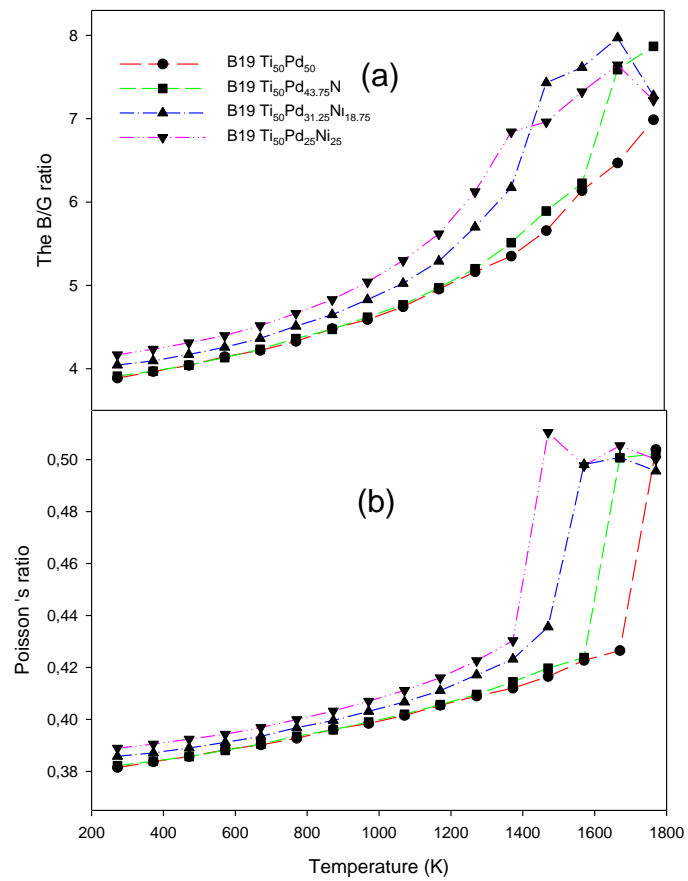 8
7
6
5
4
The B/G ratio
(a)
B19 Ti₅₀Pd₅₀
B19 Ti₅₀Pd₄₃.₇₅N
B19 Ti₅₀Pd₃₁.₂₅Ni₁₈.₇₅
B19 Ti₅₀Pd₂₅Ni₂₅
0,50
0,48
0,46
0,44
0,42
0,40
0,38
Poisson 's ratio
(b)
200 400 600 800 1000 1200 1400 1600 1800
Temperature (K)